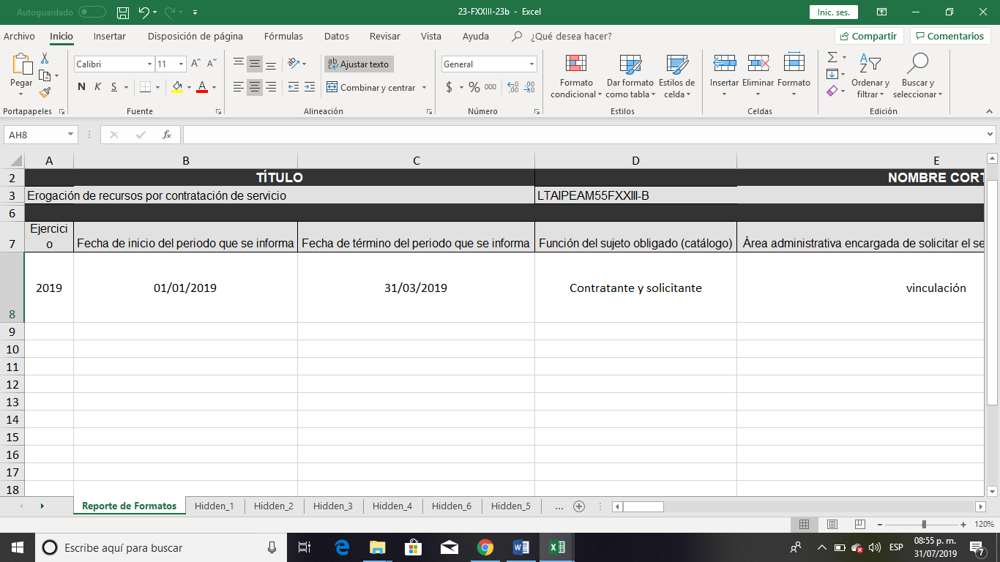 Autoguardado
23-FXXIII-23b - Excel
Inic. ses.
Archivo Inicio Insertar Disposición de página Fórmulas Datos Revisar Vista Ayuda ¿Qué desea hacer? Compartir Comentarios
Pegar
Calibri 11
N K S
A A
ab Ajustar texto
Combinar y centrar
General
$ % 000
Formato condicional
Dar formato como tabla
Estilos de celda
Insertar Eliminar Formato
Ordenar y filtrar
Buscar y seleccionar
Portapapeles Fuente Alineación Número Estilos Celdas Edición
AH8 fx
A B C D E
2 TÍTULO NOMBRE CORT
3 Erogación de recursos por contratación de servicio LTAIPEAM55FXXIII-B
6
7 Ejercicio Fecha de inicio del periodo que se informa Fecha de término del periodo que se informa Función del sujeto obligado (catálogo) Área administrativa encargada de solicitar el se
8 2019 01/01/2019 31/03/2019 Contratante y solicitante vinculación
9
10
11
12
13
14
15
16
17
18
Reporte de Formatos Hidden_1 Hidden_2 Hidden_3 Hidden_4 Hidden_6 Hidden_5 ...
120%
Escribe aquí para buscar
ESP
08:55 p. m.
31/07/2019
7